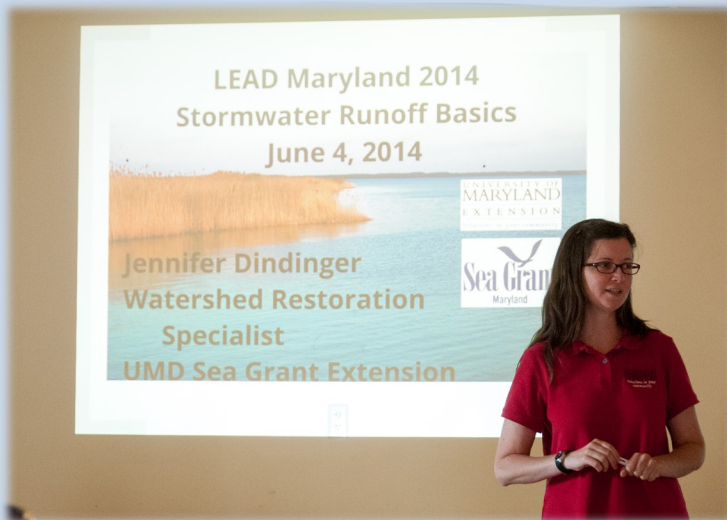 LEAD Maryland 2014
Stormwater Runoff Basics
June 4, 2014
UNIVERSITY OF
MARYLAND
EXTENSION
Sea Gran
Maryland
Jennifer Dindinger
Watershed Restoration
Specialist
UMD Sea Grant Extension